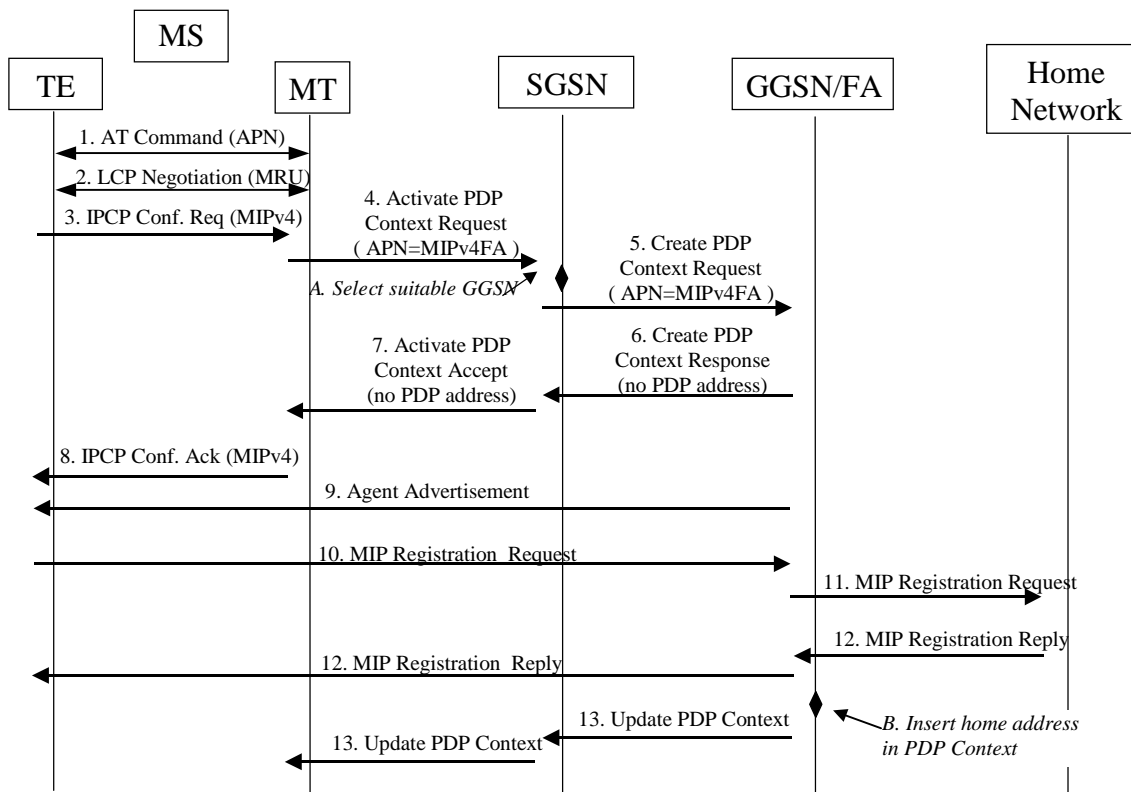 MS
TE
MT
SGSN
GGSN/FA
Home
Network
1. AT Command (APN)
2. LCP Negotiation (MRU)
3. IPCP Conf. Req (MIPv4)
4. Activate PDP
Context Request
( APN=MIPv4FA )
A. Select suitable GGSN
5. Create PDP
Context Request
( APN=MIPv4FA )
6. Create PDP
Context Response
(no PDP address)
7. Activate PDP
Context Accept
(no PDP address)
8. IPCP Conf. Ack (MIPv4)
9. Agent Advertisement
10. MIP Registration Request
11. MIP Registration Request
12. MIP Registration Reply
12. MIP Registration Reply
B. Insert home address
in PDP Context
13. Update PDP Context
13. Update PDP Context